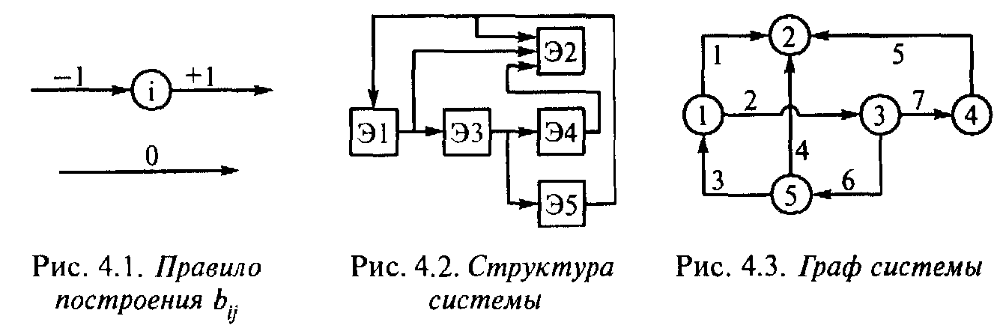 −1 i +1
0
Э1 Э2 Э3 Э4 Э5
1 2 3 4 5
1 2 3 4 5 6 7
Рис. 4.1. Правило
построения bij
Рис. 4.2. Структура
системы
Рис. 4.3. Граф системы